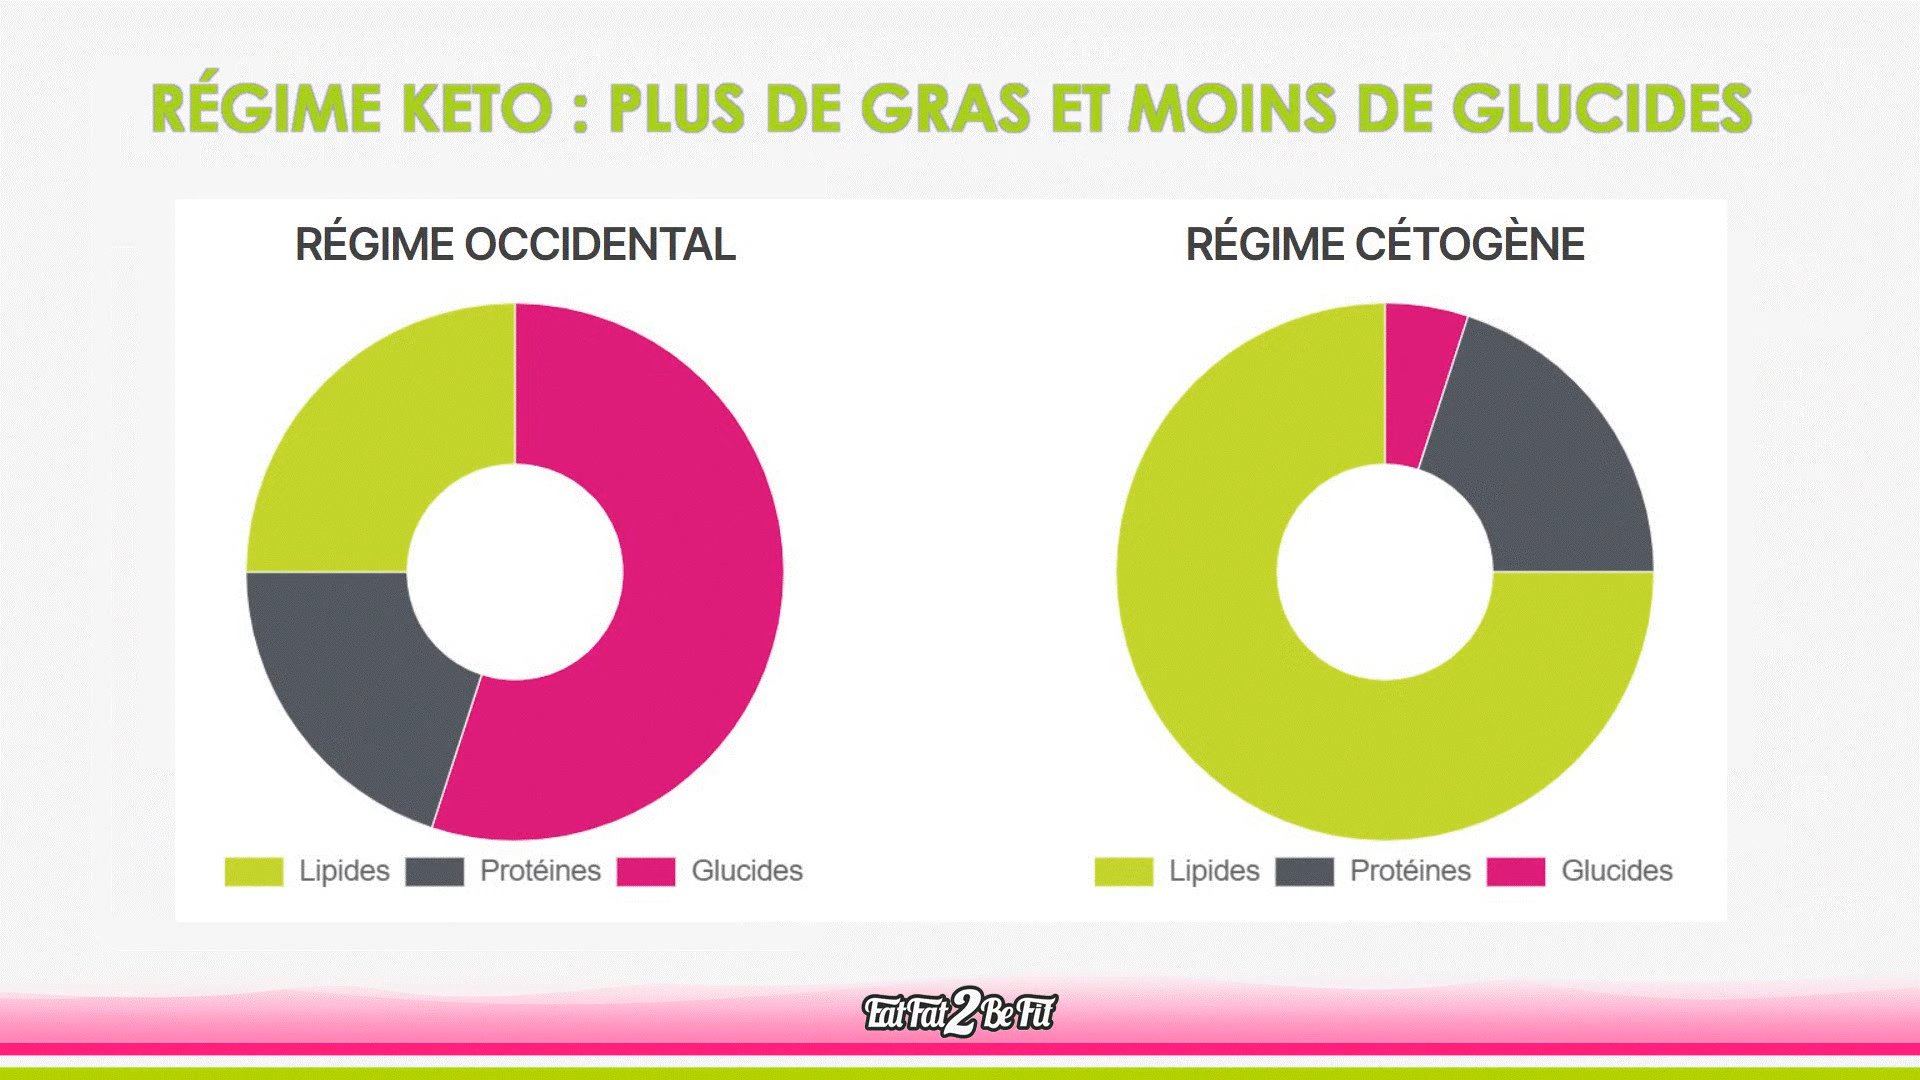 RÉGIME KETO : PLUS DE GRAS ET MOINS DE GLUCIDES
RÉGIME OCCIDENTAL
Lipides Protéines Glucides
RÉGIME CÉTOGÈNE
Lipides Protéines Glucides
Eat Fat 2 Be Fit